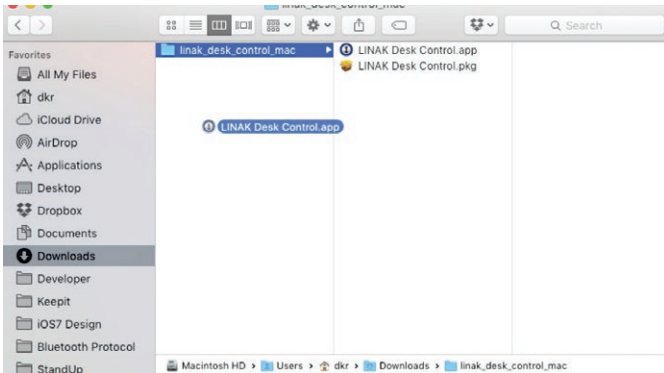 linak_desk_control_mac
Search
Favorites
All My Files
dkr
iCloud Drive
AirDrop
Applications
Desktop
Dropbox
Documents
Downloads
Developer
Keepit
iOS7 Design
Bluetooth Protocol
StandUp
linak_desk_control_mac
LINAK Desk Control.app
LINAK Desk Control.app
LINAK Desk Control.pkg
Macintosh HD › Users › dkr › Downloads › linak_desk_control_mac